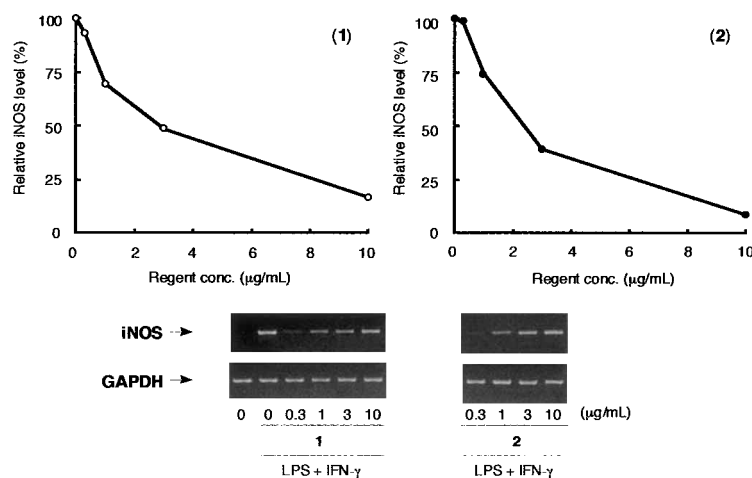 (1)
Relative iNOS level (%)
100
75
50
25
0
0 2 4 6 8 10
Regent conc. (µg/mL)
(2)
Relative iNOS level (%)
100
75
50
25
0
0 2 4 6 8 10
Regent conc. (µg/mL)
iNOS
GAPDH
0 0 0.3 1 3 10 0.3 1 3 10 (µg/mL)
1 2
LPS + IFN-γ LPS + IFN-γ